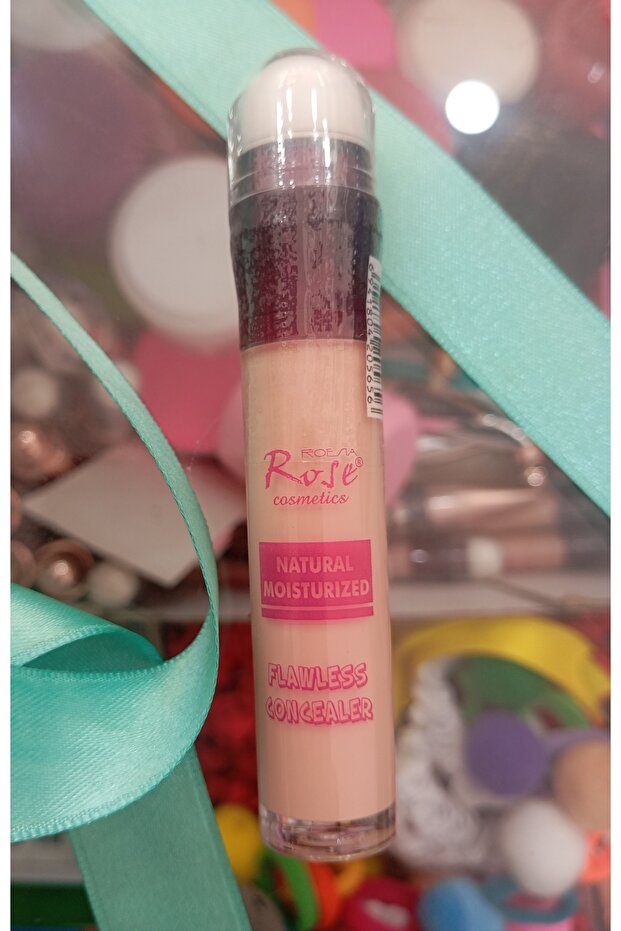 ROESIA
Rose®
cosmetics
NATURAL
MOISTURIZED
FLAWLESS
CONCEALER